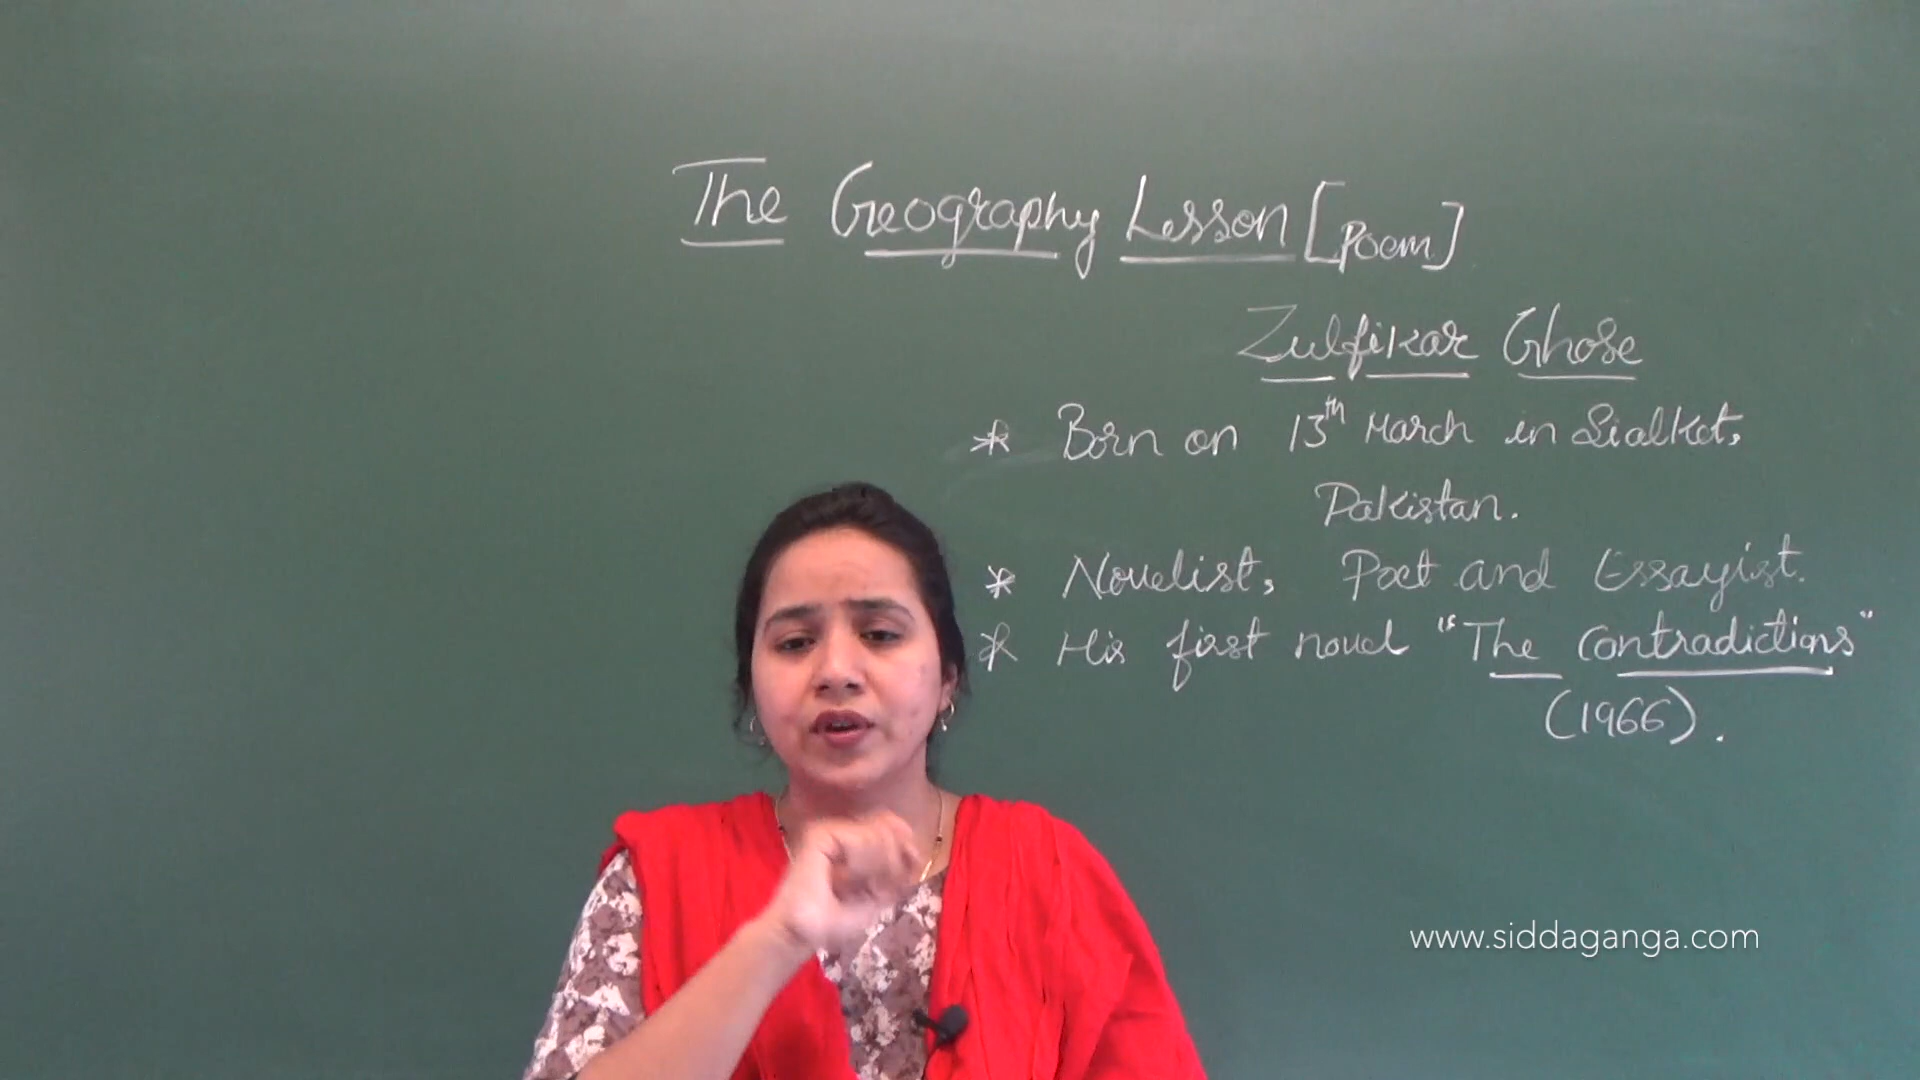 The Geography Lesson [Poem]
Zulfikar Ghose
* Born on 13th March in Sialkot,
Pakistan.
* Novelist, Poet and Essayist.
* His first novel "The Contradictions"
(1966).
www.siddaganga.com